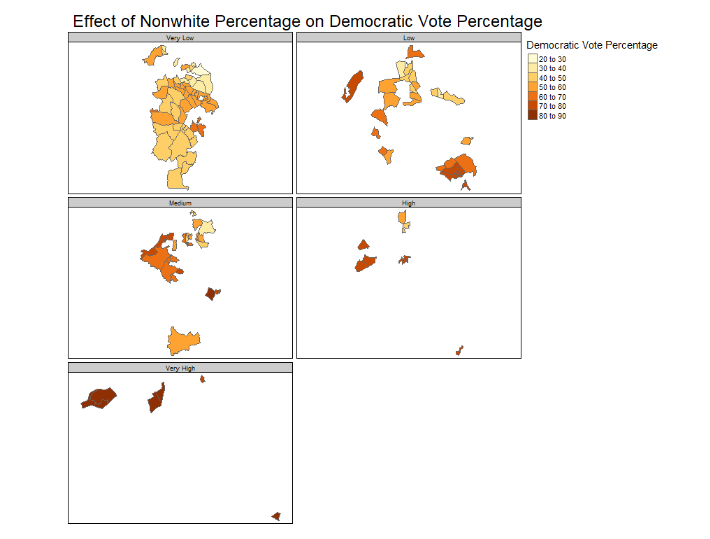 Effect of Nonwhite Percentage on Democratic Vote Percentage
Very Low
Low
Democratic Vote Percentage
20 to 30
30 to 40
40 to 50
50 to 60
60 to 70
70 to 80
80 to 90
Medium
High
Very High